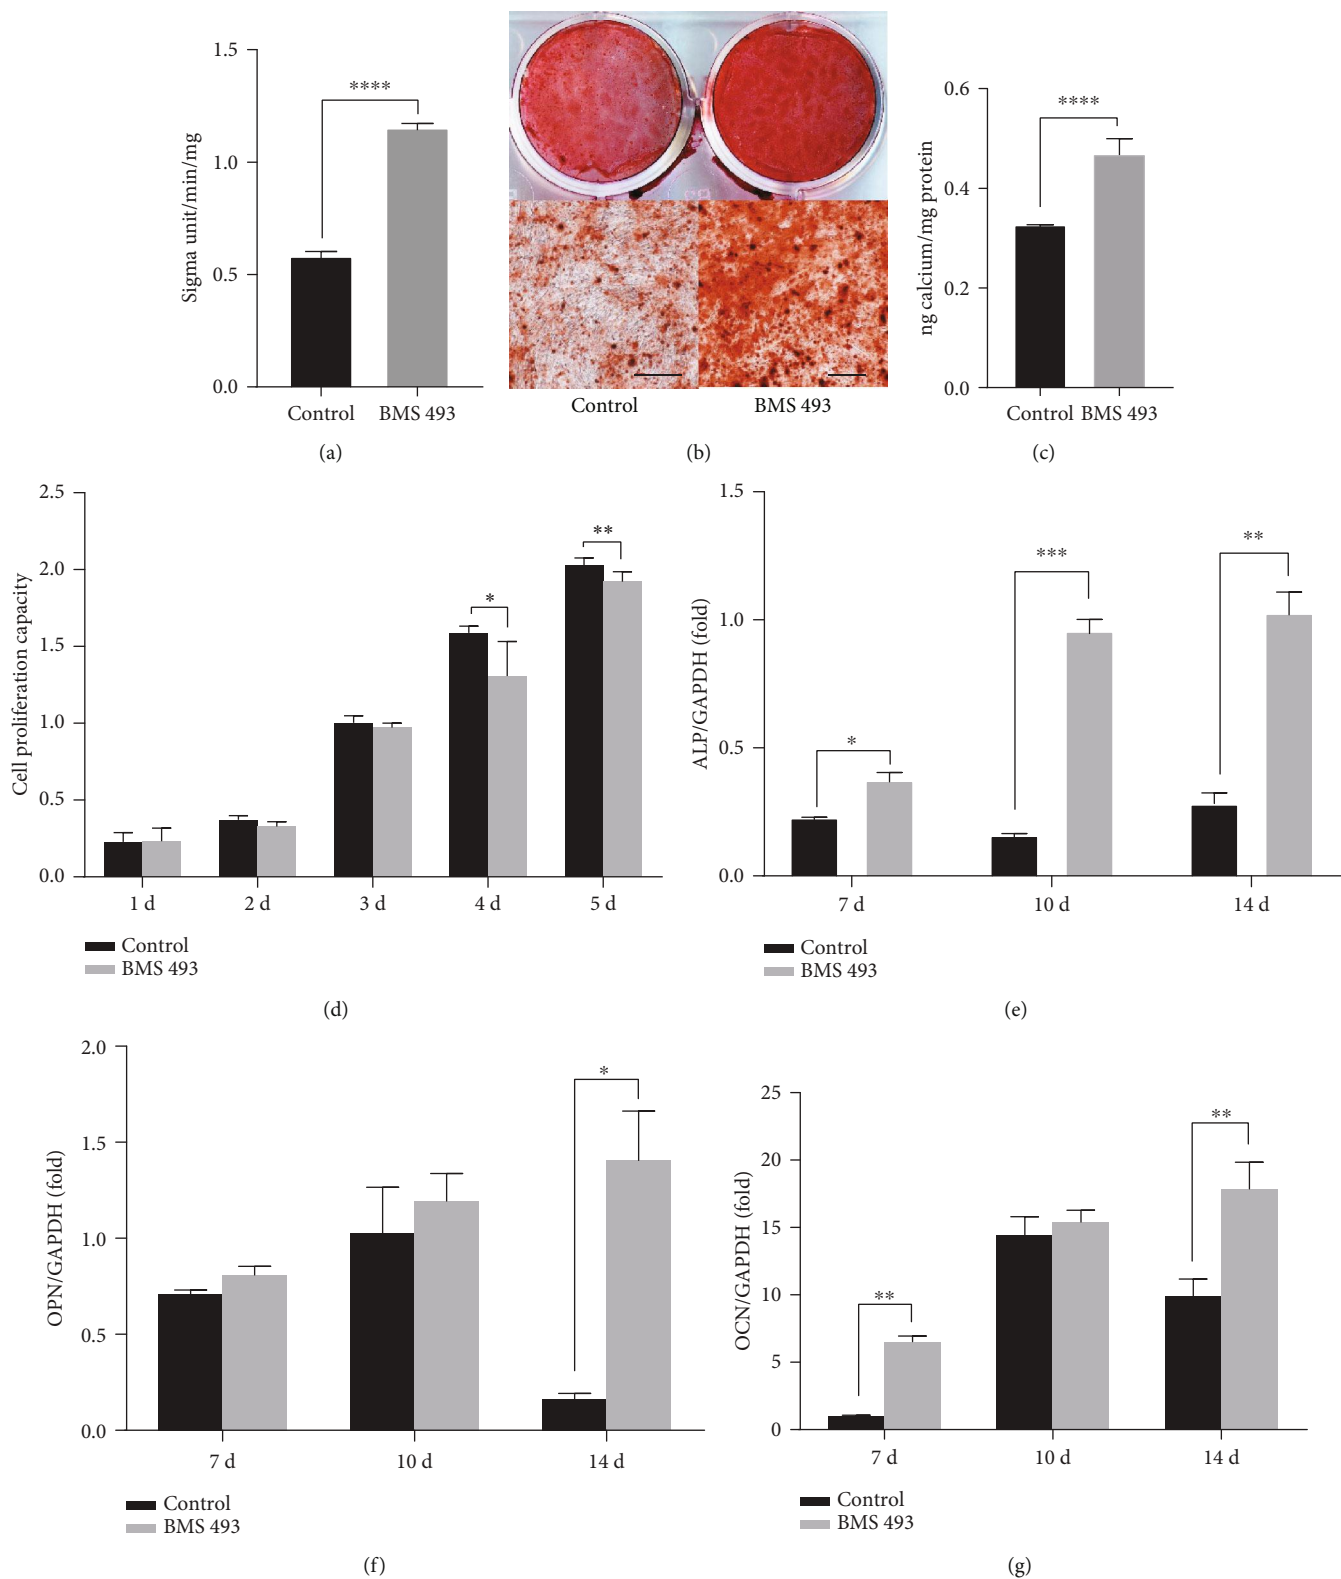 Sigma unit/min/mg
1.5
1.0
0.5
0.0
****
Control
BMS 493
(a)
Control
BMS 493
(b)
ng calcium/mg protein
0.6
0.4
0.2
0.0
****
Control
BMS 493
(c)
Cell proliferation capacity
2.5
2.0
1.5
1.0
0.5
0.0
*
**
1 d
2 d
3 d
4 d
5 d
Control
BMS 493
(d)
ALP/GAPDH (fold)
1.5
1.0
0.5
0.0
*
***
**
7 d
10 d
14 d
Control
BMS 493
(e)
OPN/GAPDH (fold)
2.0
1.5
1.0
0.5
0.0
*
7 d
10 d
14 d
Control
BMS 493
(f)
OCN/GAPDH (fold)
25
20
15
10
5
0
**
**
7 d
10 d
14 d
Control
BMS 493
(g)